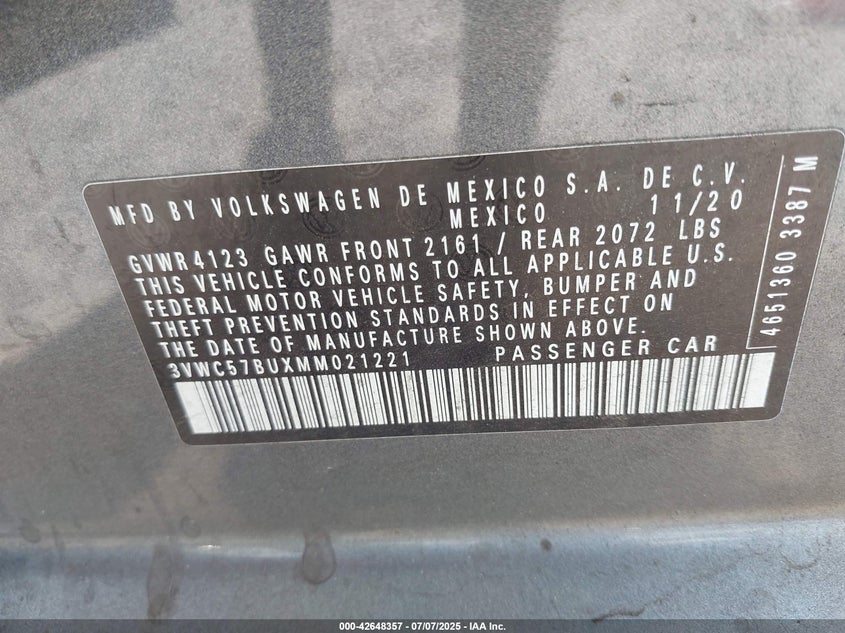 MFD BY VOLKSWAGEN DE MEXICO S.A. DE C.V.
MEXICO 11/20
GVWR 4123 GAWR FRONT 2161 / REAR 2072 LBS
THIS VEHICLE CONFORMS TO ALL APPLICABLE U.S.
FEDERAL MOTOR VEHICLE SAFETY, BUMPER AND
THEFT PREVENTION STANDARDS IN EFFECT ON
THE DATE OF MANUFACTURE SHOWN ABOVE.
3VWC57BUXMM021221 PASSENGER CAR
4651360 3387 M
000-42648357 / 07/07/2025 - IAA Inc.